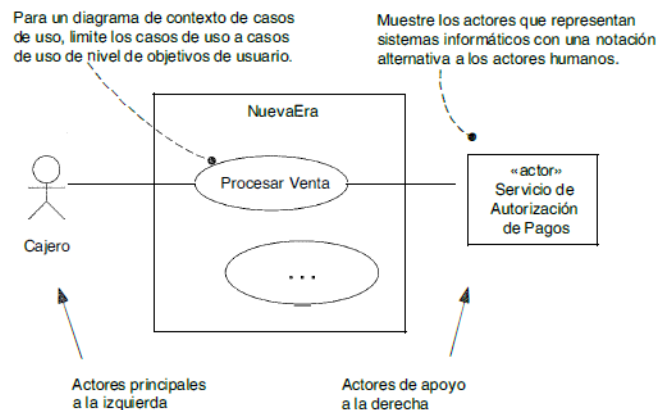 Para un diagrama de contexto de casos de
uso, limite los casos de uso a casos
de uso de nivel de objetivos de usuario.
Muestre los actores que representan
sistemas informáticos con una notación
alternativa a los actores humanos.
NuevaEra
Procesar Venta
«actor»
Servicio de
Autorización
de Pagos
Cajero
...
Actores principales
a la izquierda
Actores de apoyo
a la derecha